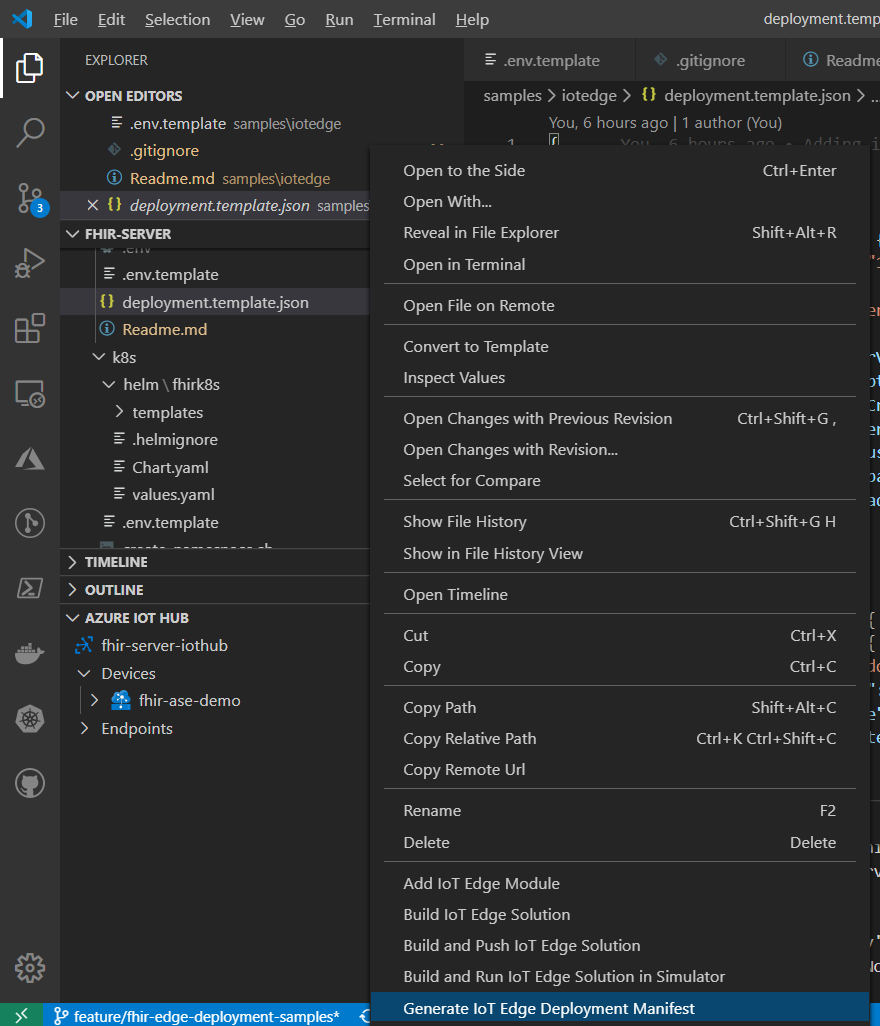 File Edit Selection View Go Run Terminal Help deployment.temp
EXPLORER
.env.template .gitignore Readme
OPEN EDITORS
samples > iotedge > {} deployment.template.json > ...
.env.template samples\iotedge
You, 6 hours ago | 1 author (You)
.gitignore
1 { You, 6 hours ago • Adding i
Readme.md samples\iotedge
{} deployment.template.json samples
FHIR-SERVER
.env
.env.template
{} deployment.template.json
Readme.md
k8s
helm \ fhirk8s
templates
.helmignore
Chart.yaml
values.yaml
.env.template
TIMELINE
OUTLINE
AZURE IOT HUB
fhir-server-iothub
Devices
fhir-ase-demo
Endpoints
3
feature/fhir-edge-deployment-samples*
Open to the Side Ctrl+Enter
Open With...
Reveal in File Explorer Shift+Alt+R
Open in Terminal
Open File on Remote
Convert to Template
Inspect Values
Open Changes with Previous Revision Ctrl+Shift+G ,
Open Changes with Revision...
Select for Compare
Show File History Ctrl+Shift+G H
Show in File History View
Open Timeline
Cut Ctrl+X
Copy Ctrl+C
Copy Path Shift+Alt+C
Copy Relative Path Ctrl+K Ctrl+Shift+C
Copy Remote Url
Rename F2
Delete Delete
Add IoT Edge Module
Build IoT Edge Solution
Build and Push IoT Edge Solution
Build and Run IoT Edge Solution in Simulator
Generate IoT Edge Deployment Manifest